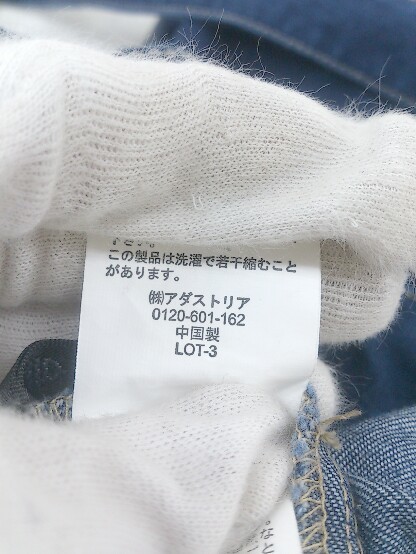 この製品は洗濯で若干縮むこと
があります。
㈱アダストリア
0120-601-162
中国製
LOT-3